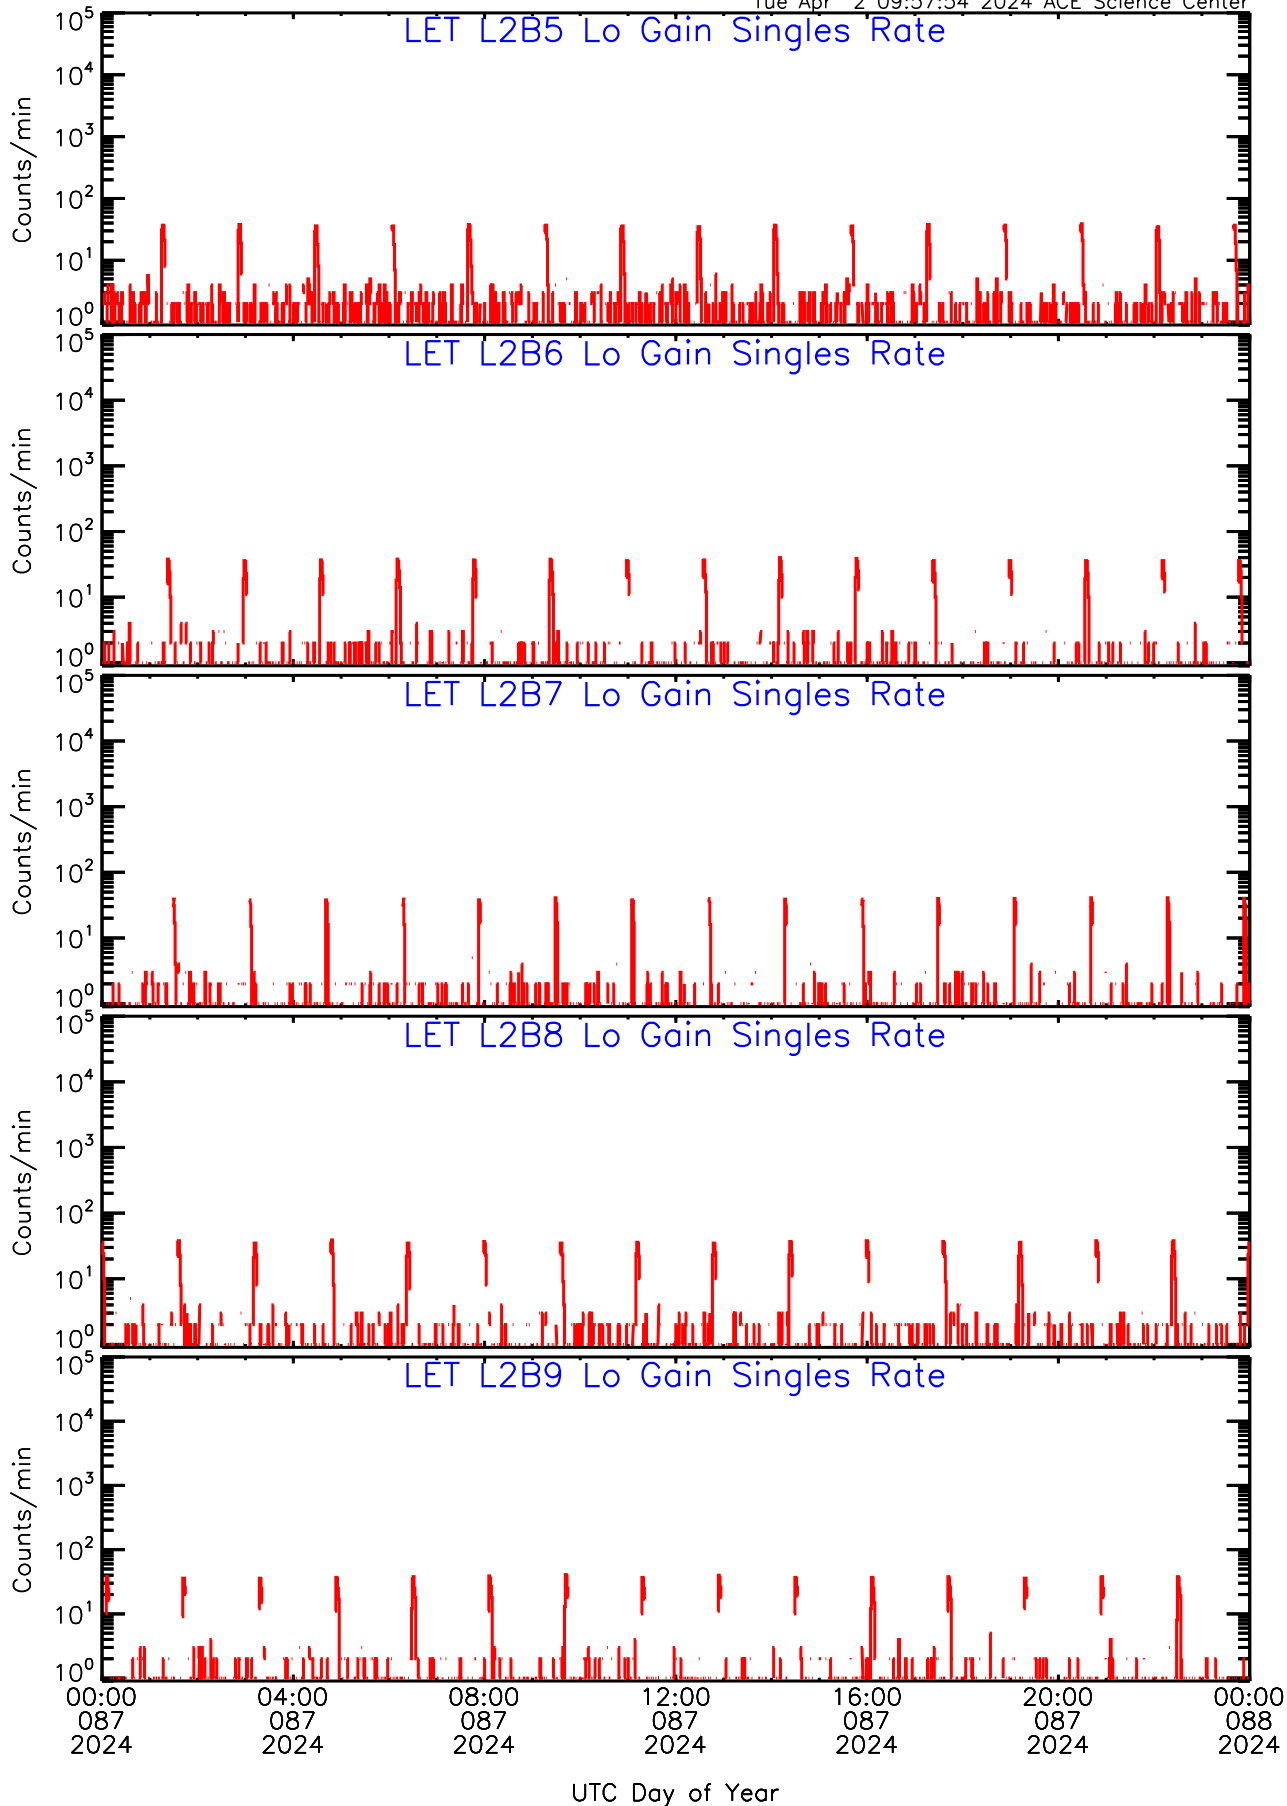 Tue Apr 2 09:57:54 2024 ACE Science Center
LET L2B5 Lo Gain Singles Rate
10^5
10^4
10^3
10^2
10^1
10^0
Counts/min
LET L2B6 Lo Gain Singles Rate
10^5
10^4
10^3
10^2
10^1
10^0
Counts/min
LET L2B7 Lo Gain Singles Rate
10^5
10^4
10^3
10^2
10^1
10^0
Counts/min
LET L2B8 Lo Gain Singles Rate
10^5
10^4
10^3
10^2
10^1
10^0
Counts/min
LET L2B9 Lo Gain Singles Rate
10^5
10^4
10^3
10^2
10^1
10^0
Counts/min
00:00 04:00 08:00 12:00 16:00 20:00 00:00
087 087 087 087 087 087 088
2024 2024 2024 2024 2024 2024 2024
UTC Day of Year